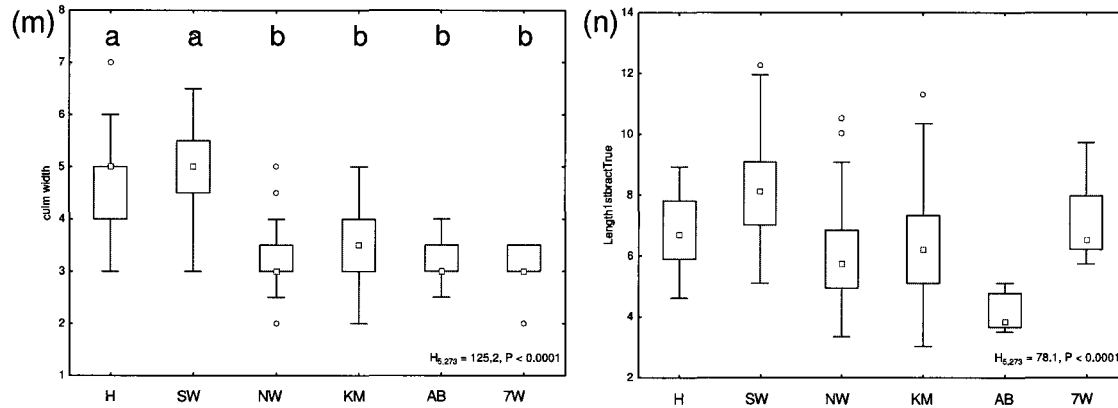 (m)
a a b b b b
8
7
6
5
4
3
2
1
culm width
H5,273 = 125,2, P < 0.0001
H SW NW KM AB 7W
(n)
14
12
10
8
6
4
2
Length1stbractTrue
H5,273 = 78.1, P < 0.0001
H SW NW KM AB 7W